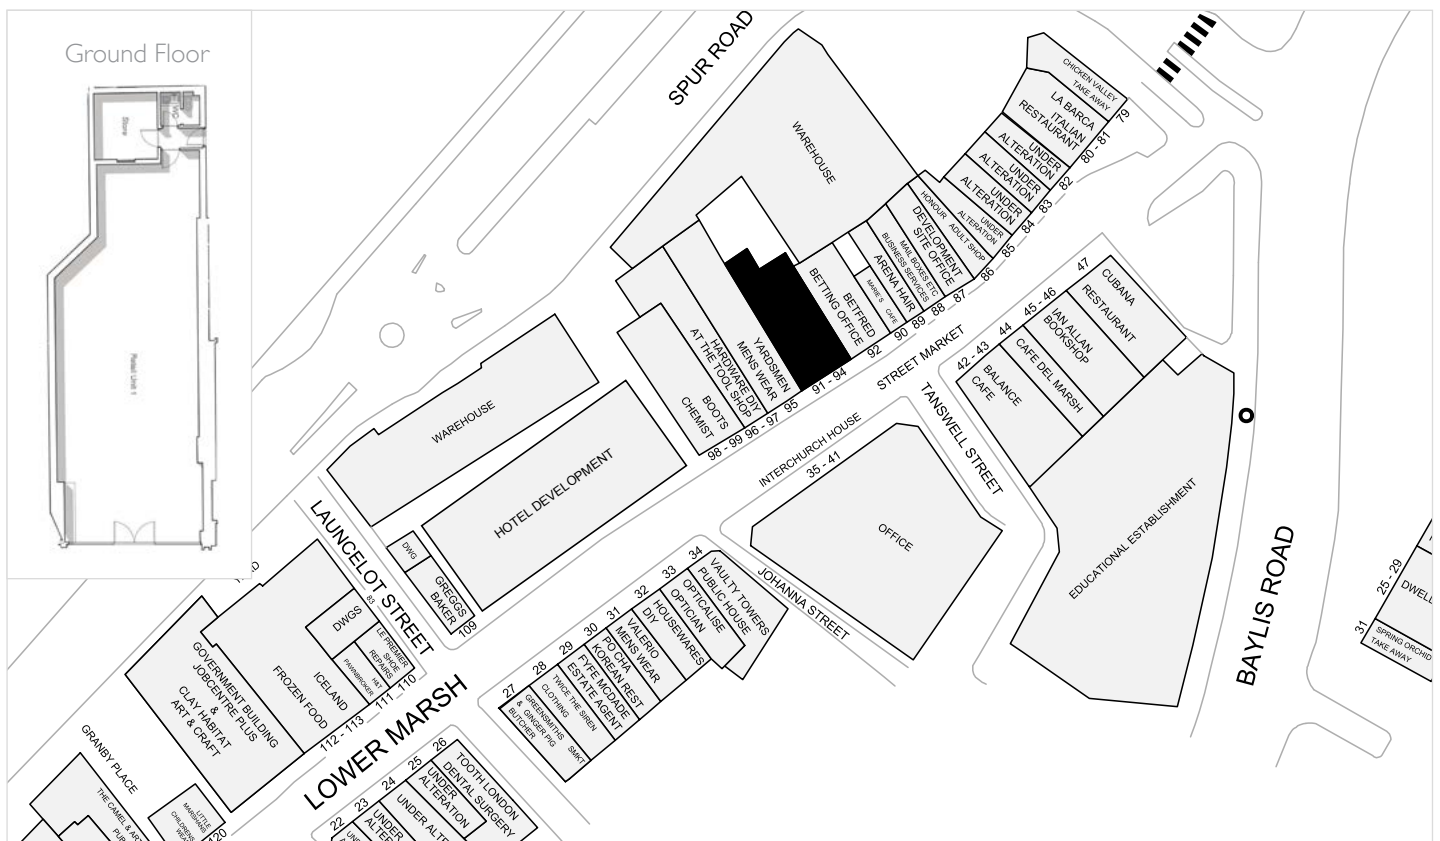 Ground Floor
Store
WC
Retail Unit 1
SPUR ROAD
WAREHOUSE
CHICKEN VALLEY
TAKE AWAY
79
LA BARCA
ITALIAN
RESTAURANT
80 - 81
UNDER
ALTERATION
82
UNDER
ALTERATION
83
UNDER
ALTERATION
84
UNDER
ALTERATION
85
HONOUR
ADULT SHOP
86
DEVELOPMENT
SITE OFFICE
87
MAIL BOXES ETC
BUSINESS SERVICES
88
ARENA HAIR
89
MARIE'S CAFE
90
BETFRED
BETTING OFFICE
92
91 - 94
YARDSMEN
MENS WEAR
95
HARDWARE/DIY
AT THE TOOL SHOP
96 - 97
BOOTS
CHEMIST
98 - 99
STREET MARKET
WAREHOUSE
HOTEL DEVELOPMENT
DWG
GREGGS
BAKER
109
LAUNCELOT STREET
83
DWGS
LE PREMIER
SHOE
REPAIRS
110
H&T
PAWNBROKER
111
ICELAND
FROZEN FOOD
112 - 113
GOVERNMENT BUILDING
JOBCENTRE PLUS
&
CLAY HABITAT
ART & CRAFT
LOWER MARSH
GRANBY PLACE
THE CAMEL & ART
PUB
LITTLE
MARSHIANS
CHILDRENS
WEAR
120
47
CUBANA
RESTAURANT
45 - 46
IAN ALLAN
BOOKSHOP
44
CAFE DEL MARSH
42 - 43
BALANCE
CAFE
TANSWELL STREET
INTERCHURCH HOUSE
35 - 41
OFFICE
EDUCATIONAL ESTABLISHMENT
BAYLIS ROAD
JOHANNA STREET
34
VAULTY TOWERS
PUBLIC HOUSE
33
OPTICALISE
OPTICIAN
32
HOUSEWARES
DIY
31
VALERIO
MENS WEAR
30
PO CHA
KOREAN REST
29
FYFE MCDADE
ESTATE AGENT
28
TWICE THE SIREN
CLOTHING
27
GREENSMITHS SMKT
& GINGER PIG
BUTCHER
26
TOOTH LONDON
DENTAL SURGERY
25
UNDER
ALTERATION
24
UNDER ALTE
23
UNDER
ALTE
22
UND
25 - 29
DWELL
31
SPRING ORCHID
TAKE AWAY